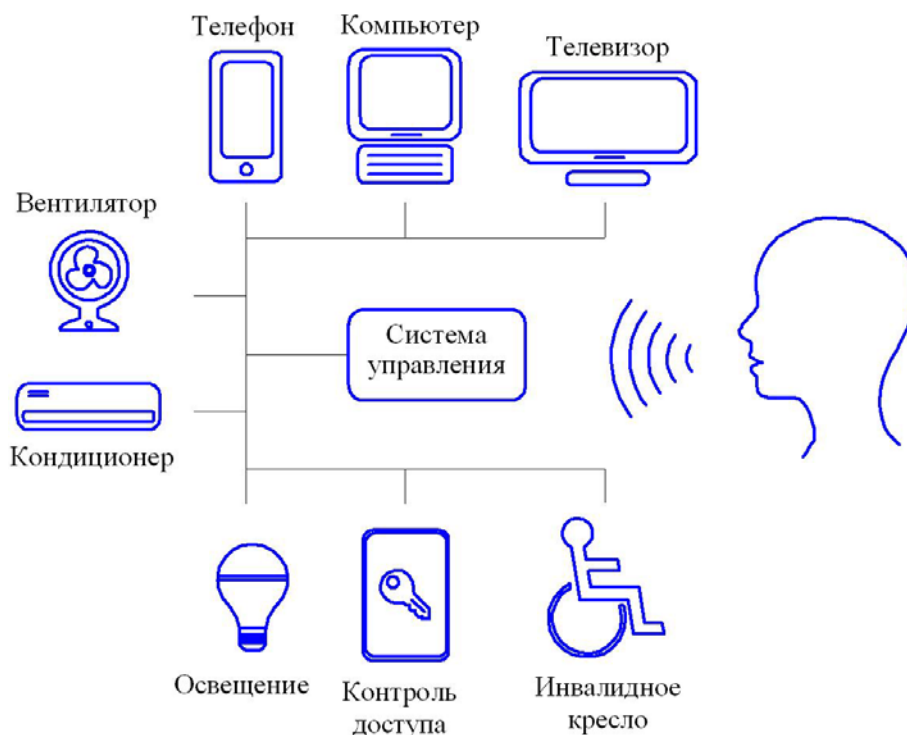 Телефон
Компьютер
Телевизор
Вентилятор
Система
управления
Кондиционер
Освещение
Контроль
доступа
Инвалидное
кресло